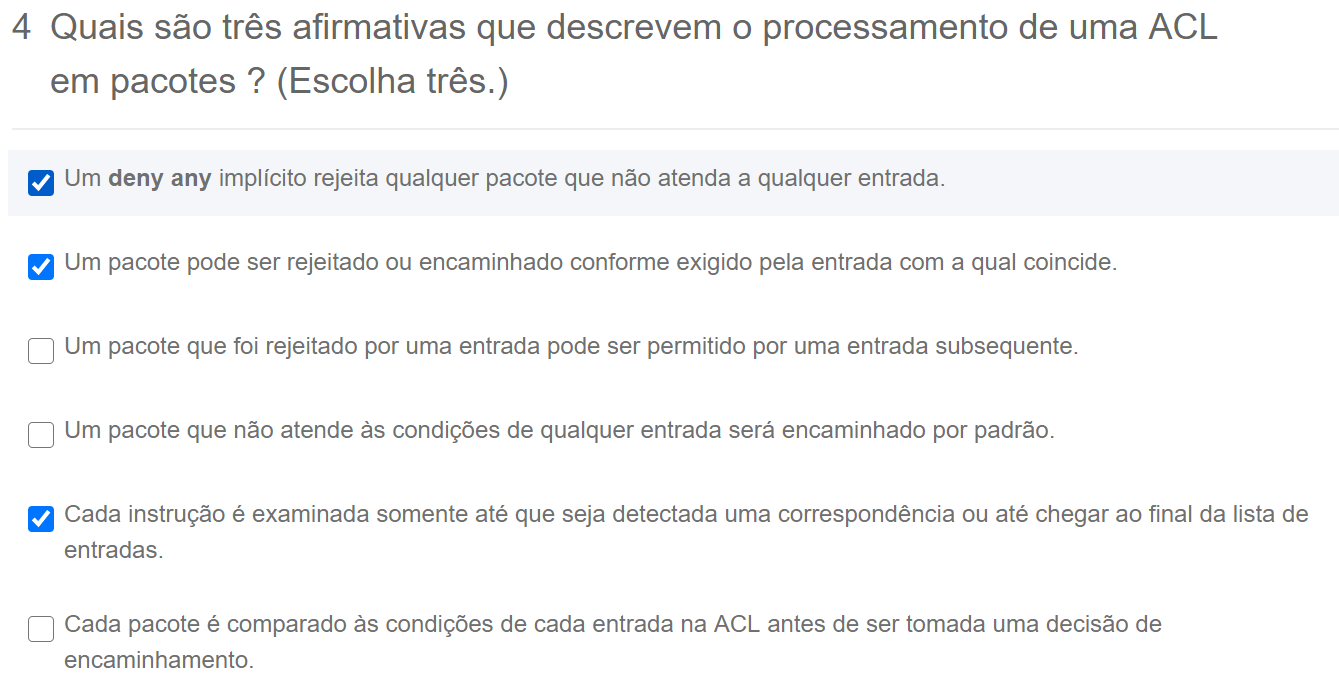 4 Quais são três afirmativas que descrevem o processamento de uma ACL
em pacotes ? (Escolha três.)
Um deny any implícito rejeita qualquer pacote que não atenda a qualquer entrada.
Um pacote pode ser rejeitado ou encaminhado conforme exigido pela entrada com a qual coincide.
Um pacote que foi rejeitado por uma entrada pode ser permitido por uma entrada subsequente.
Um pacote que não atende às condições de qualquer entrada será encaminhado por padrão.
Cada instrução é examinada somente até que seja detectada uma correspondência ou até chegar ao final da lista de
entradas.
Cada pacote é comparado às condições de cada entrada na ACL antes de ser tomada uma decisão de
encaminhamento.